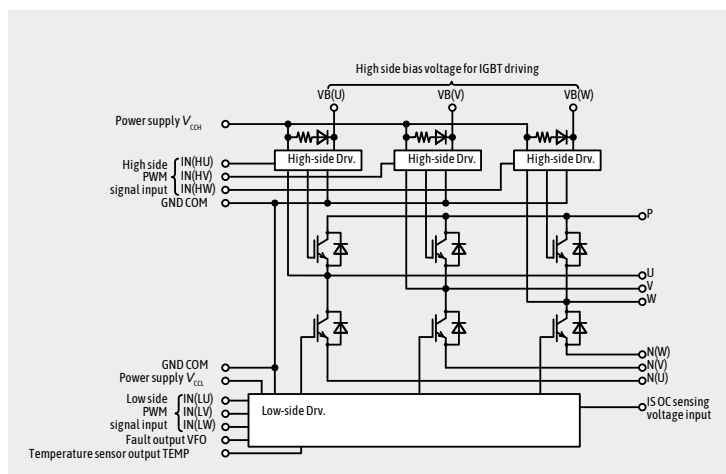 High side bias voltage for IGBT driving
VB(U)
VB(V)
VB(W)
Power supply VCCH
High-side Drv.
High-side Drv.
High-side Drv.
High side
PWM
signal input
IN(HU)
IN(HV)
IN(HW)
GND COM
P
U
V
W
N(W)
N(V)
N(U)
GND COM
Power supply VCCL
Low side
PWM
signal input
IN(LU)
IN(LV)
IN(LW)
Low-side Drv.
IS OC sensing
voltage input
Fault output VFO
Temperature sensor output TEMP